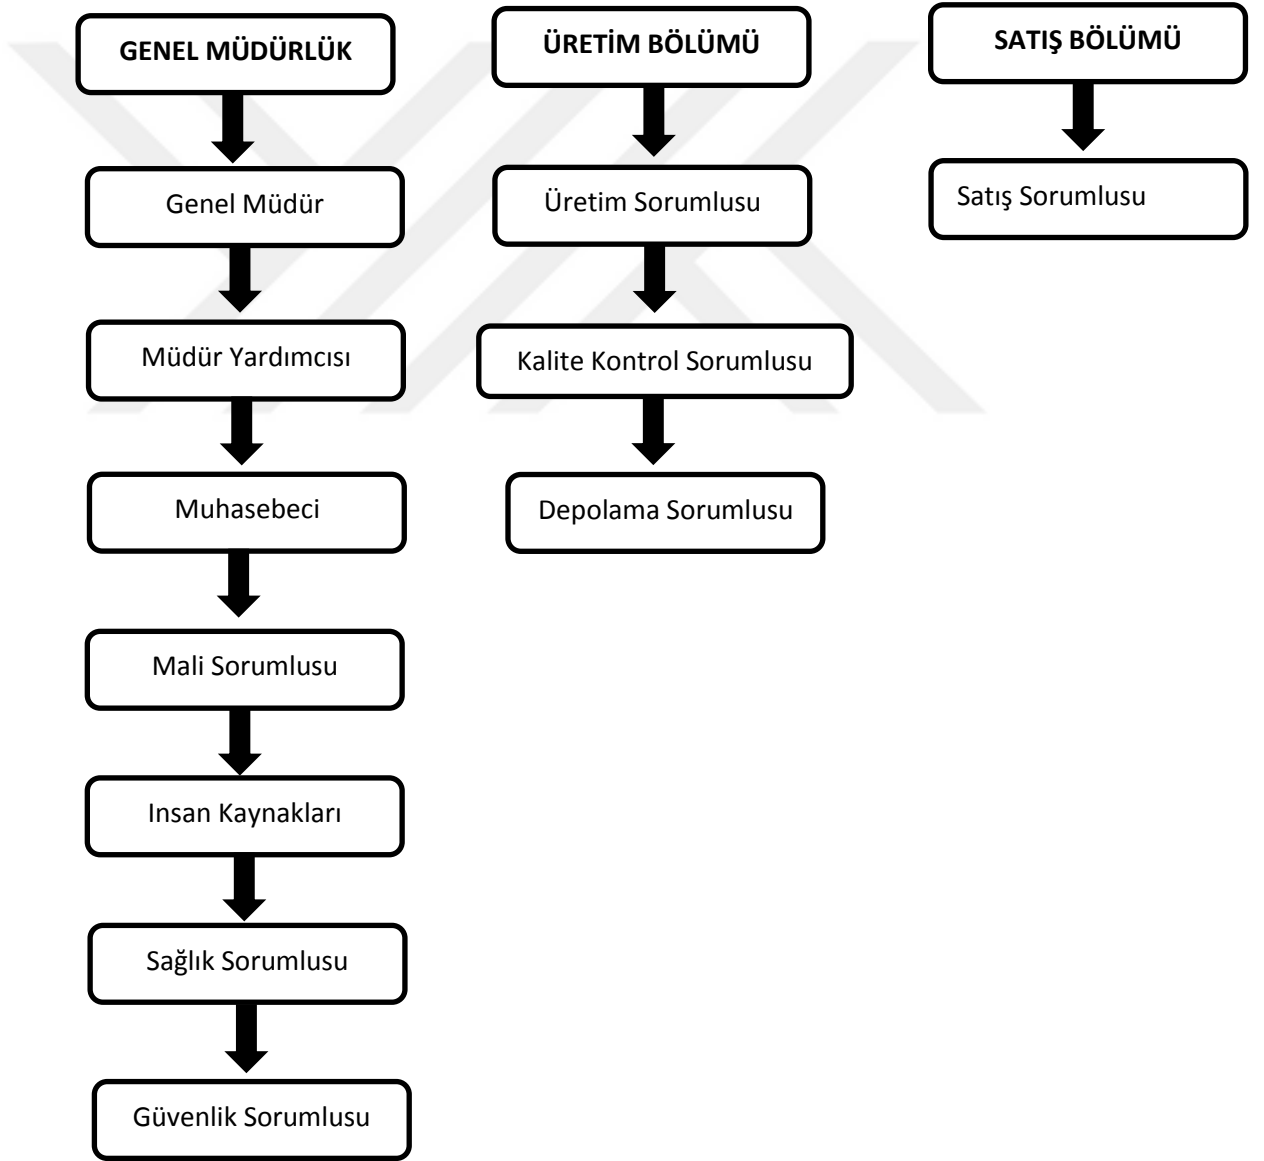 GENEL MÜDÜRLÜK
Genel Müdür
Müdür Yardımcısı
Muhasebeci
Mali Sorumlusu
Insan Kaynakları
Sağlık Sorumlusu
Güvenlik Sorumlusu
ÜRETİM BÖLÜMÜ
Üretim Sorumlusu
Kalite Kontrol Sorumlusu
Depolama Sorumlusu
SATIŞ BÖLÜMÜ
Satış Sorumlusu